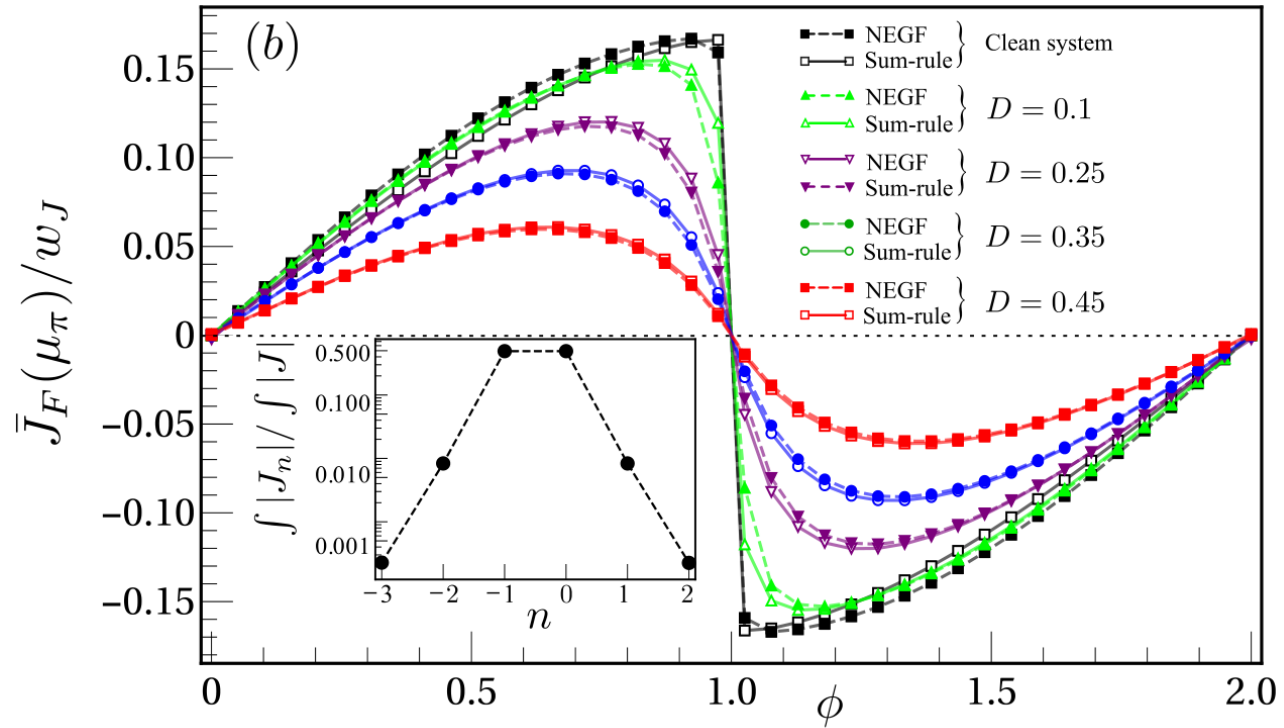 (b)
NEGF
Sum-rule } Clean system
NEGF
Sum-rule } D = 0.1
NEGF
Sum-rule } D = 0.25
NEGF
Sum-rule } D = 0.35
NEGF
Sum-rule } D = 0.45
J̄_F(μ_π)/w_J
0.15
0.10
0.05
0
−0.05
−0.10
−0.15
0 0.5 1.0 1.5 2.0
ϕ
∫|J_n|/∫|J|
0.500
0.100
0.010
0.001
−3 −2 −1 0 1 2
n